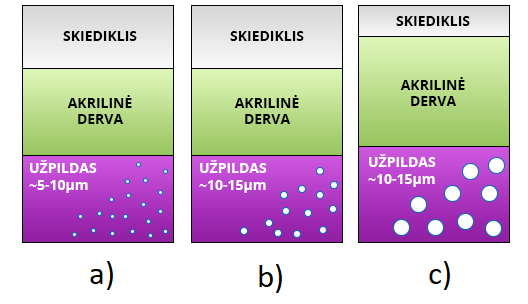 SKIEDIKLIS
AKRILINĖ
DERVA
UŽPILDAS
~5-10µm
a)
SKIEDIKLIS
AKRILINĖ
DERVA
UŽPILDAS
~10-15µm
b)
SKIEDIKLIS
AKRILINĖ
DERVA
UŽPILDAS
~10-15µm
c)